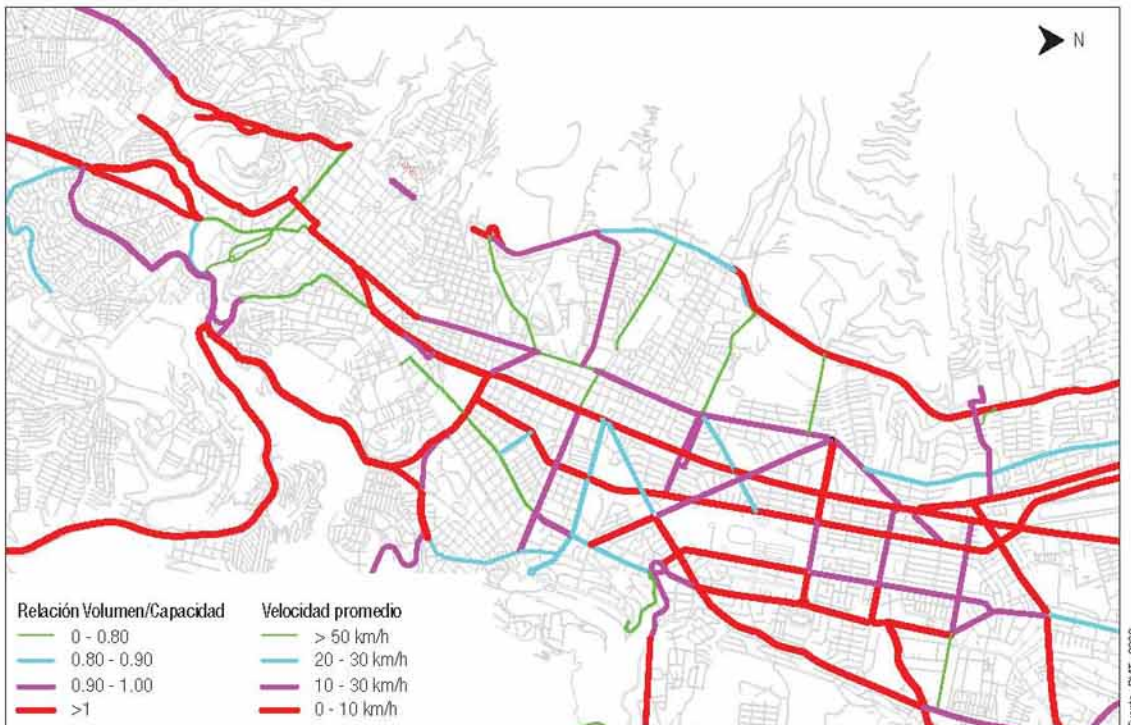 N
Relación Volumen/Capacidad
0 - 0.80
0.80 - 0.90
0.90 - 1.00
>1
Velocidad promedio
> 50 km/h
20 - 30 km/h
10 - 30 km/h
0 - 10 km/h